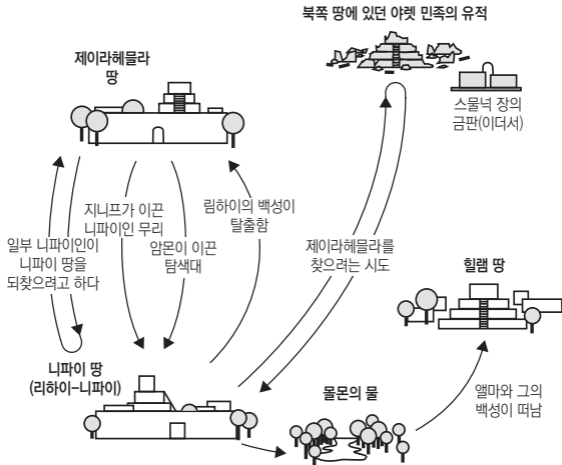 북쪽 땅에 있던 야렛 민족의 유적
제이라헤믈라
땅
스물넉 장의
금판(이더서)
지니프가 이끈
니파이인 무리
림하이의 백성이
탈출함
일부 니파이인이
니파이 땅을
되찾으려고 하다
암몬이 이끈
탐색대
제이라헤믈라를
찾으려는 시도
힐램 땅
니파이 땅
(리하이-니파이)
몰몬의 물
앨마와 그의
백성이 떠남